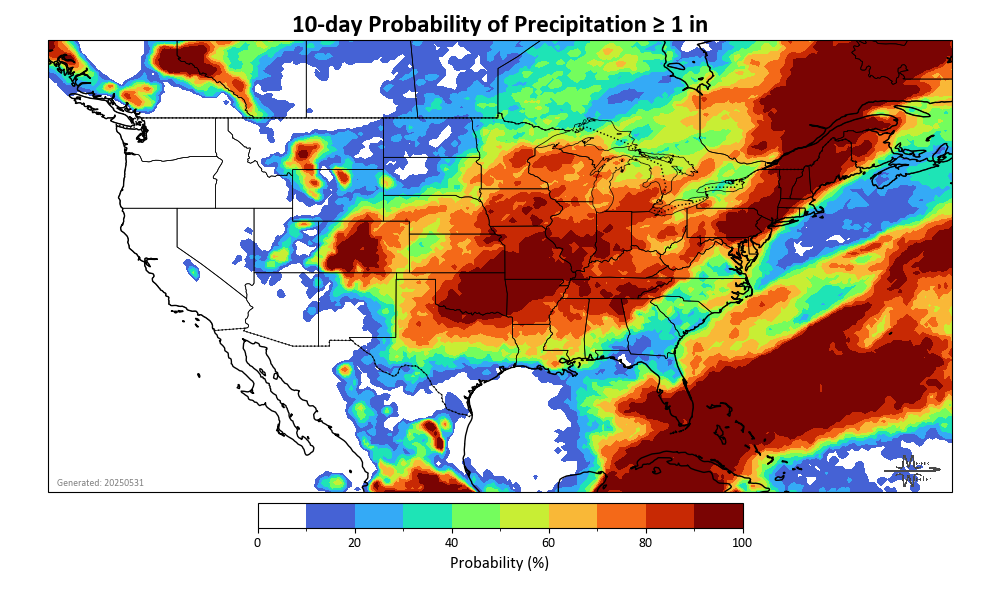 10-day Probability of Precipitation ≥ 1 in
Generated: 20250531
0 20 40 60 80 100
Probability (%)